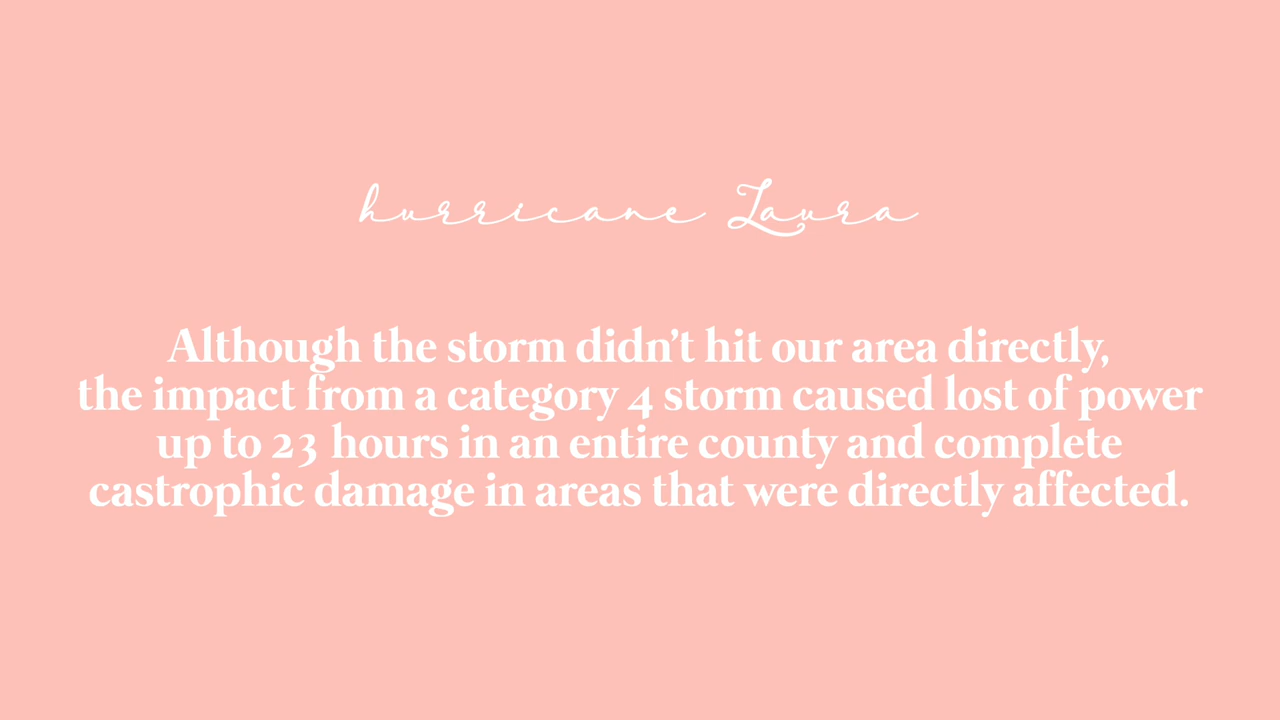 hurricane Laura
Although the storm didn't hit our area directly,
the impact from a category 4 storm caused lost of power
up to 23 hours in an entire county and complete
castrophic damage in areas that were directly affected.